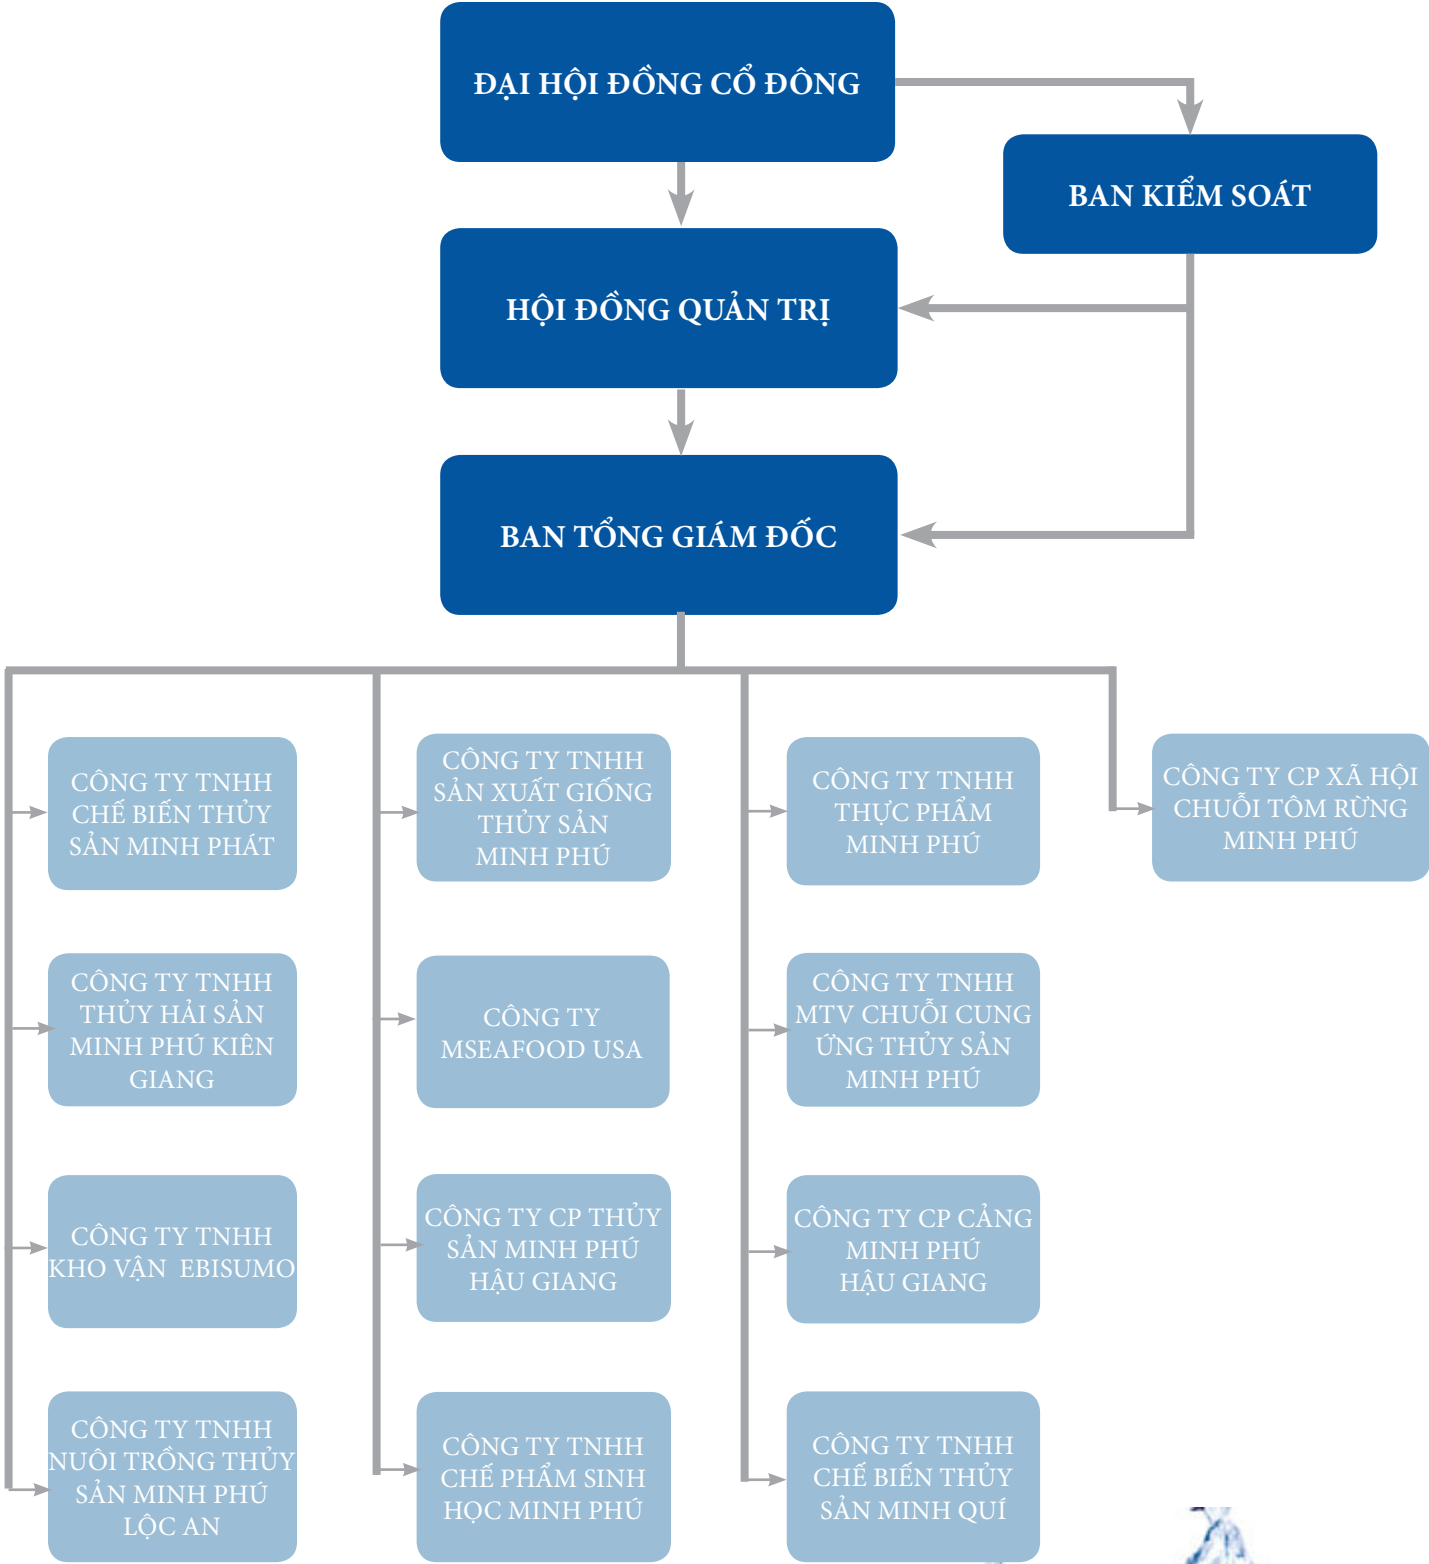 ĐẠI HỘI ĐỒNG CỔ ĐÔNG
BAN KIỂM SOÁT
HỘI ĐỒNG QUẢN TRỊ
BAN TỔNG GIÁM ĐỐC
CÔNG TY TNHH
CHẾ BIẾN THỦY
SẢN MINH PHÁT
CÔNG TY TNHH
SẢN XUẤT GIỐNG
THỦY SẢN
MINH PHÚ
CÔNG TY TNHH
THỰC PHẨM
MINH PHÚ
CÔNG TY CP XÃ HỘI
CHUỖI TÔM RỪNG
MINH PHÚ
CÔNG TY TNHH
THỦY HẢI SẢN
MINH PHÚ KIÊN
GIANG
CÔNG TY
MSEAFOOD USA
CÔNG TY TNHH
MTV CHUỖI CUNG
ỨNG THỦY SẢN
MINH PHÚ
CÔNG TY TNHH
KHO VẬN EBISUMO
CÔNG TY CP THỦY
SẢN MINH PHÚ
HẬU GIANG
CÔNG TY CP CẢNG
MINH PHÚ
HẬU GIANG
CÔNG TY TNHH
NUÔI TRỒNG THỦY
SẢN MINH PHÚ
LỘC AN
CÔNG TY TNHH
CHẾ PHẨM SINH
HỌC MINH PHÚ
CÔNG TY TNHH
CHẾ BIẾN THỦY
SẢN MINH QUÍ